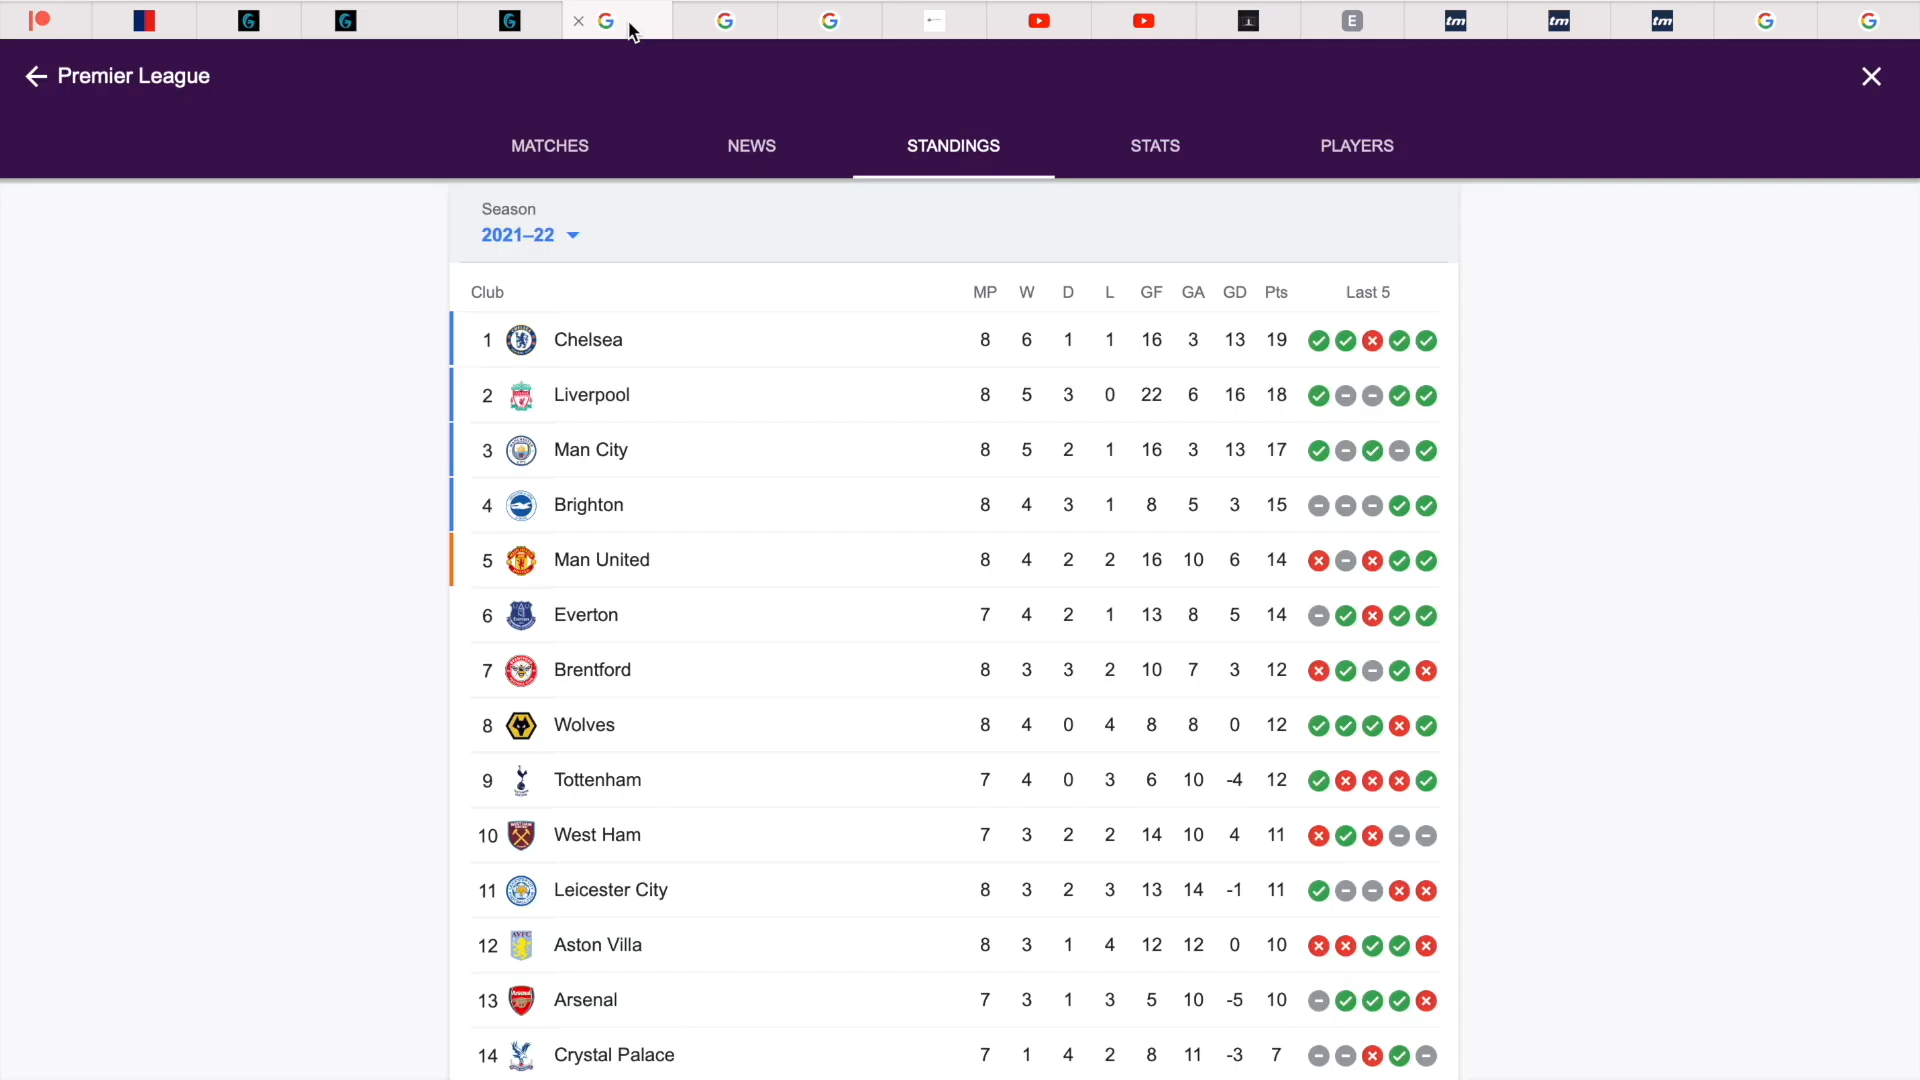 Premier League
MATCHES NEWS STANDINGS STATS PLAYERS
Season
2021–22
Club MP W D L GF GA GD Pts Last 5
1 Chelsea 8 6 1 1 16 3 13 19
2 Liverpool 8 5 3 0 22 6 16 18
3 Man City 8 5 2 1 16 3 13 17
4 Brighton 8 4 3 1 8 5 3 15
5 Man United 8 4 2 2 16 10 6 14
6 Everton 7 4 2 1 13 8 5 14
7 Brentford 8 3 3 2 10 7 3 12
8 Wolves 8 4 0 4 8 8 0 12
9 Tottenham 7 4 0 3 6 10 -4 12
10 West Ham 7 3 2 2 14 10 4 11
11 Leicester City 8 3 2 3 13 14 -1 11
12 Aston Villa 8 3 1 4 12 12 0 10
13 Arsenal 7 3 1 3 5 10 -5 10
14 Crystal Palace 7 1 4 2 8 11 -3 7